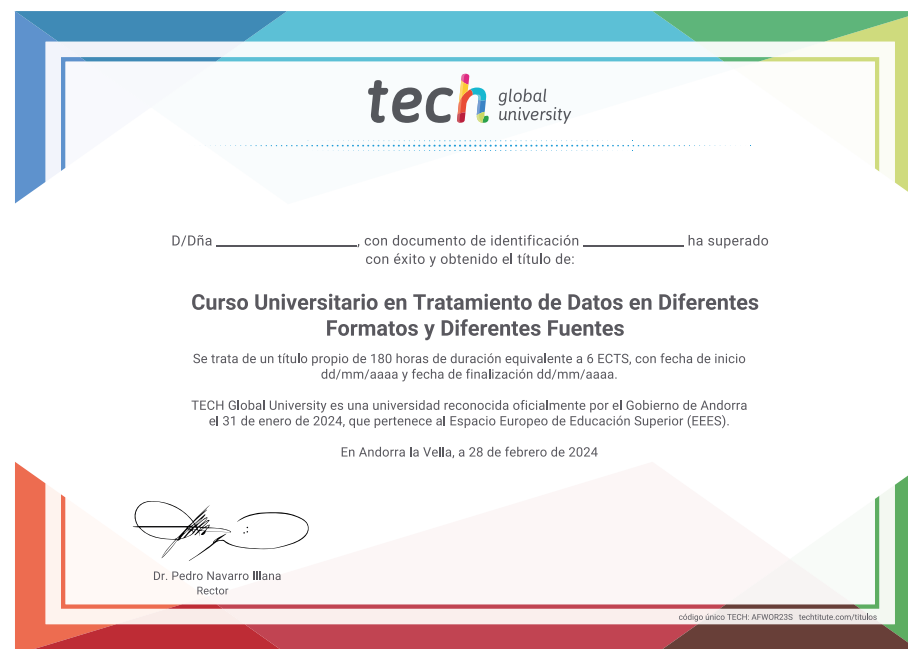 tech global university
D/Dña ____________, con documento de identificación ____________ ha superado
con éxito y obtenido el título de:
Curso Universitario en Tratamiento de Datos en Diferentes
Formatos y Diferentes Fuentes
Se trata de un título propio de 180 horas de duración equivalente a 6 ECTS, con fecha de inicio
dd/mm/aaaa y fecha de finalización dd/mm/aaaa.
TECH Global University es una universidad reconocida oficialmente por el Gobierno de Andorra
el 31 de enero de 2024, que pertenece al Espacio Europeo de Educación Superior (EEES).
En Andorra la Vella, a 28 de febrero de 2024
Dr. Pedro Navarro Illana
Rector
código único TECH: AFWOR23S techtitute.com/titulos